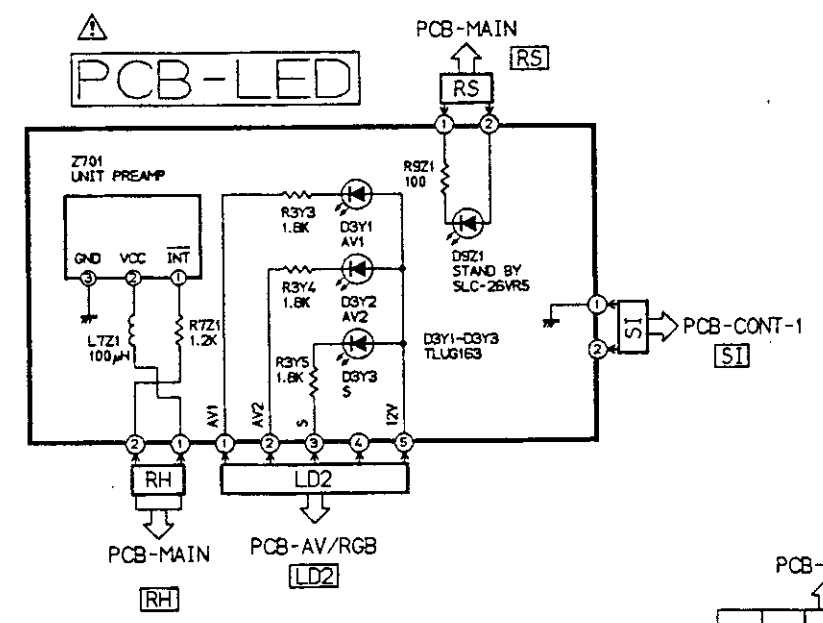 PCB-MAIN
RS
PCB-LED
RS
1 2
Z701
UNIT PREAMP
R9Z1
100
R3Y3
1.8K
D3Y1
AV1
GND VCC INT
3 2 1
D9Z1
STAND BY
SLC-26VR5
R3Y4
1.8K
D3Y2
AV2
L7Z1
100μH
R7Z1
1.2K
D3Y1-D3Y3
TLUG163
R3Y5
1.8K
D3Y3
S
1
2
SI
PCB-CONT-1
SI
AV1
AV2
S
12V
2 1 1 2 3 4 5
RH
LD2
PCB-MAIN
RH
PCB-AV/RGB
LD2
PCB-